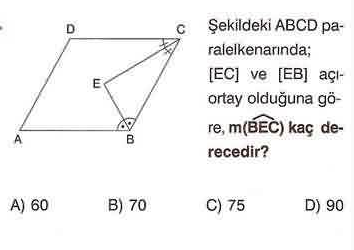 D
C
E
A
B
Şekildeki ABCD pa-
ralelkenarında;
[EC] ve [EB] açı-
ortay olduğuna gö-
re, m(BEC) kaç de-
recedir?
A) 60 B) 70 C) 75 D) 90